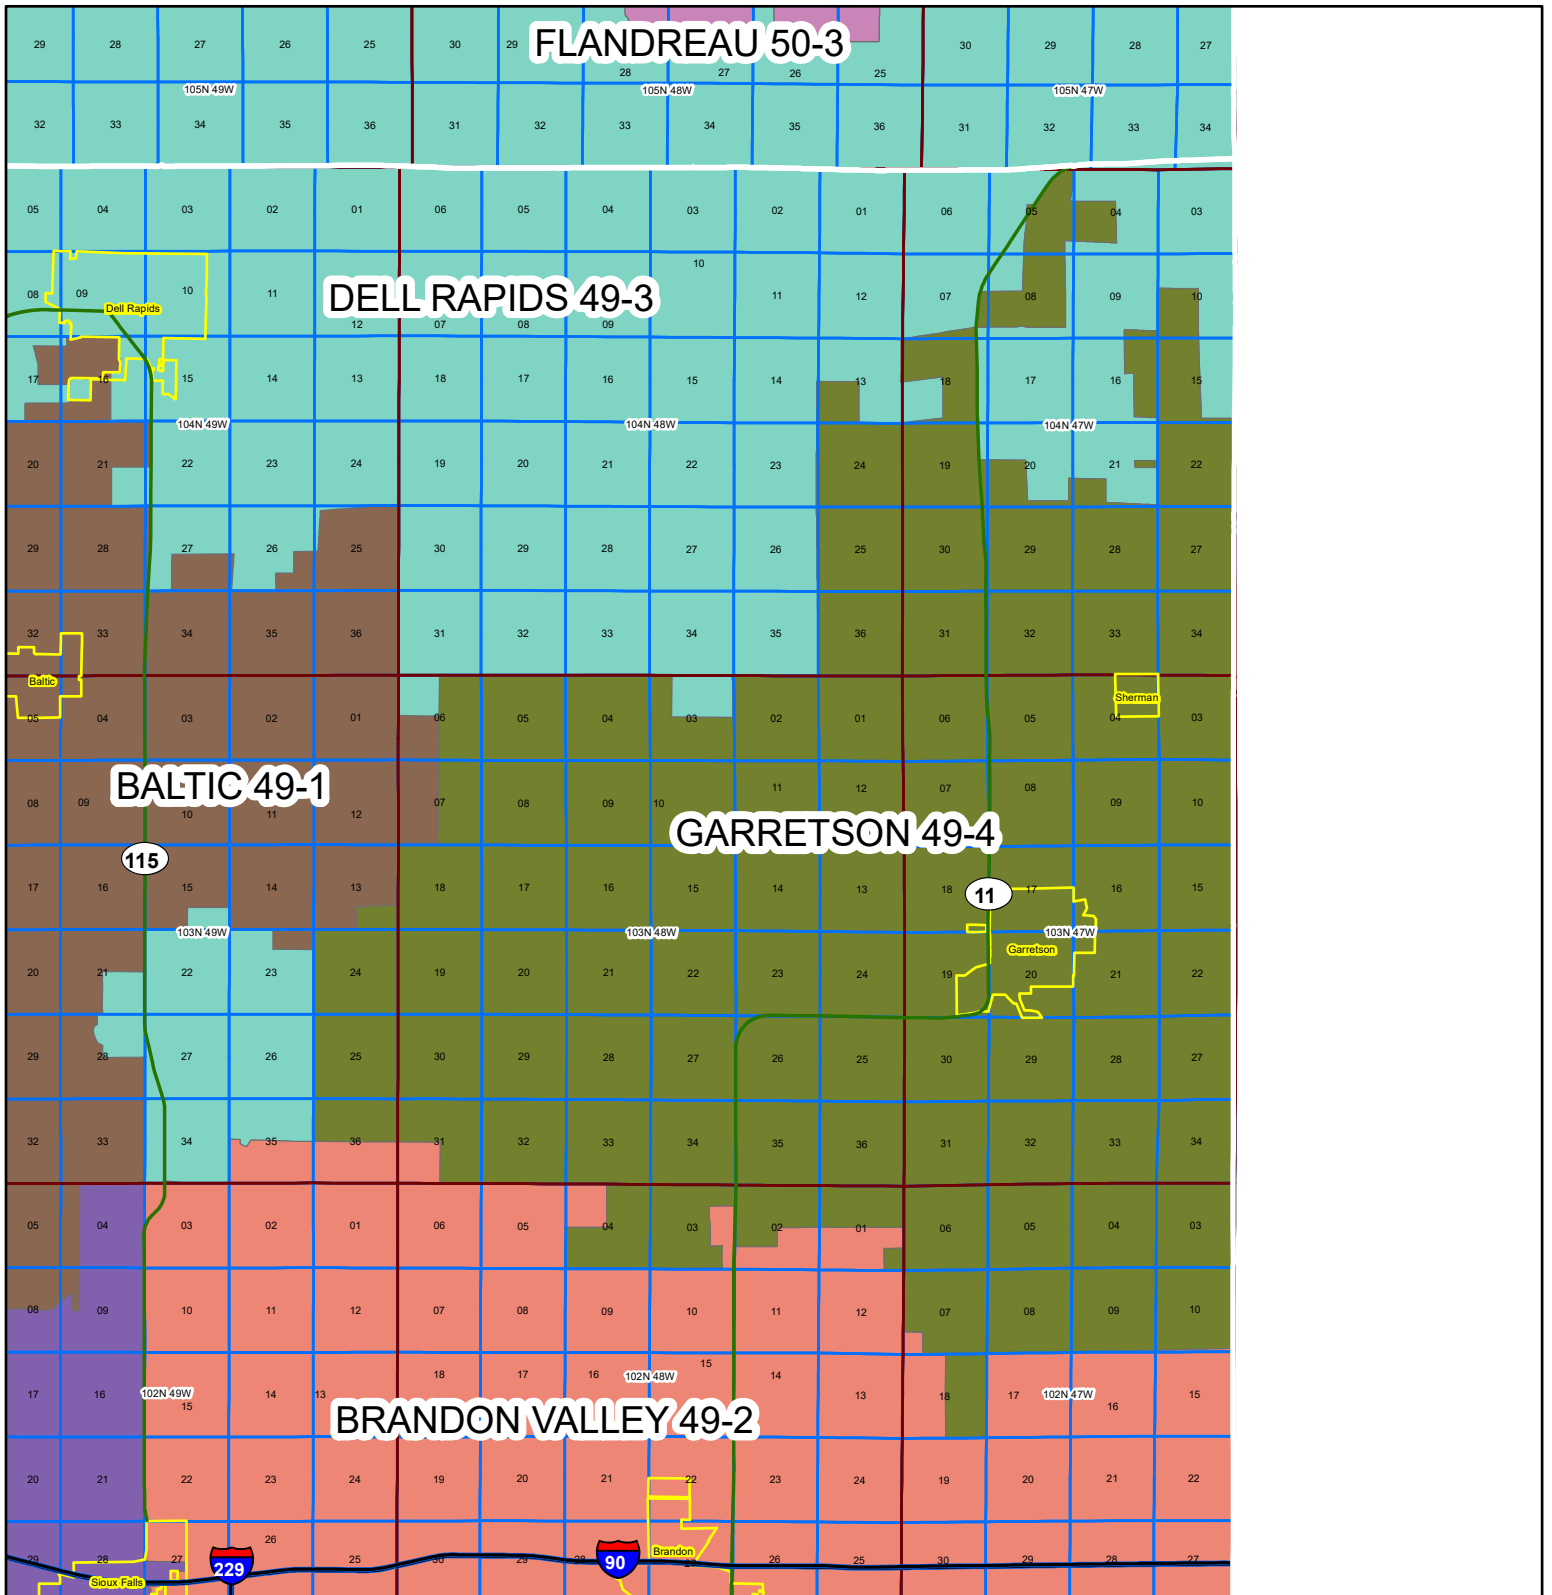 29 28 27 26 25 30 29 FLANDREAU 50-3 30 29 28 27
28 27 26 25
105N 49W 105N 48W 105N 47W
32 33 34 35 36 31 32 33 34 35 36 31 32 33 34
05 04 03 02 01 06 05 04 03 02 01 06 05 04 03
10
08 09 10 11 DELL RAPIDS 49-3 11 12 07 08 09 10
Dell Rapids
12 07 08 09
17 16 15 14 13 18 17 16 15 14 13 18 17 16 15
104N 49W 104N 48W 104N 47W
20 21 22 23 24 19 20 21 22 23 24 19 20 21 22
29 28 27 26 25 30 29 28 27 26 25 30 29 28 27
32 33 34 35 36 31 32 33 34 35 36 31 32 33 34
Baltic Sherman
05 04 03 02 01 06 05 04 03 02 01 06 05 04 03
BALTIC 49-1 11 12 07 08
08 09 07 08 09 10 09 10
10 11 12
GARRETSON 49-4
115
17 16 15 14 13 18 17 16 15 14 13 18 11 17 16 15
103N 49W 103N 48W 103N 47W
Garretson
20 21 22 23 24 19 20 21 22 23 24 19 20 21 22
29 28 27 26 25 30 29 28 27 26 25 30 29 28 27
32 33 34 35 36 31 32 33 34 35 36 31 32 33 34
05 04 03 02 01 06 05 04 03 02 01 06 05 04 03
08 09 10 11 12 07 08 09 10 11 12 07 08 09 10
18 17 16 102N 48W 15 14
17 16 102N 49W 14 13 13 18 17 102N 47W 15
15 16
BRANDON VALLEY 49-2
20 21 22 23 24 19 20 21 22 23 24 19 20 21 22
26
Brandon
29 28 27 229 25 30 29 28 90 27 26 25 30 29 28 27
Sioux Falls